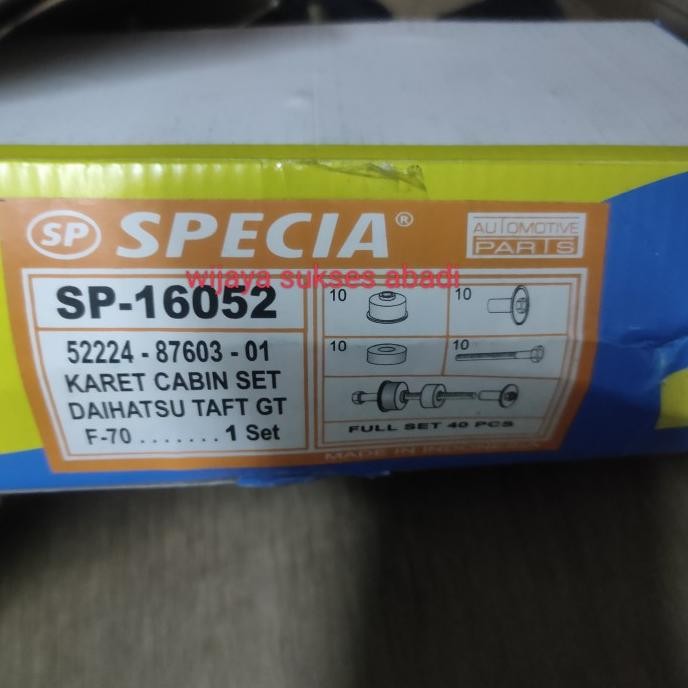 SP SPECIA®
AUTOMOTIVE
PARTS
wijaya sukses abadi
SP-16052
52224 - 87603 - 01
KARET CABIN SET
DAIHATSU TAFT GT
F-70 ....... 1 Set
10
10
10
10
FULL SET 40 PCS
MADE IN INDONESIA